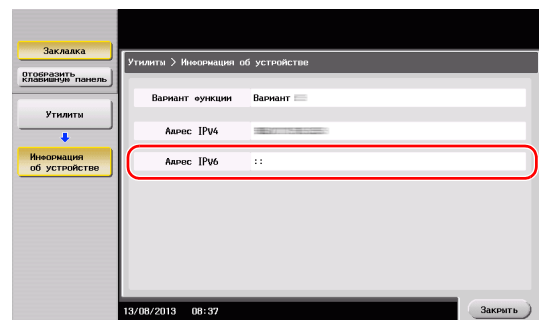 Закладка
Утилиты > Информация об устройстве
отобразить
клавишную панель
Вариант функции Вариант
Утилиты
Адрес IPv4
Информация
об устройстве
Адрес IPv6 ::
13/08/2013 08:37
Закрыть